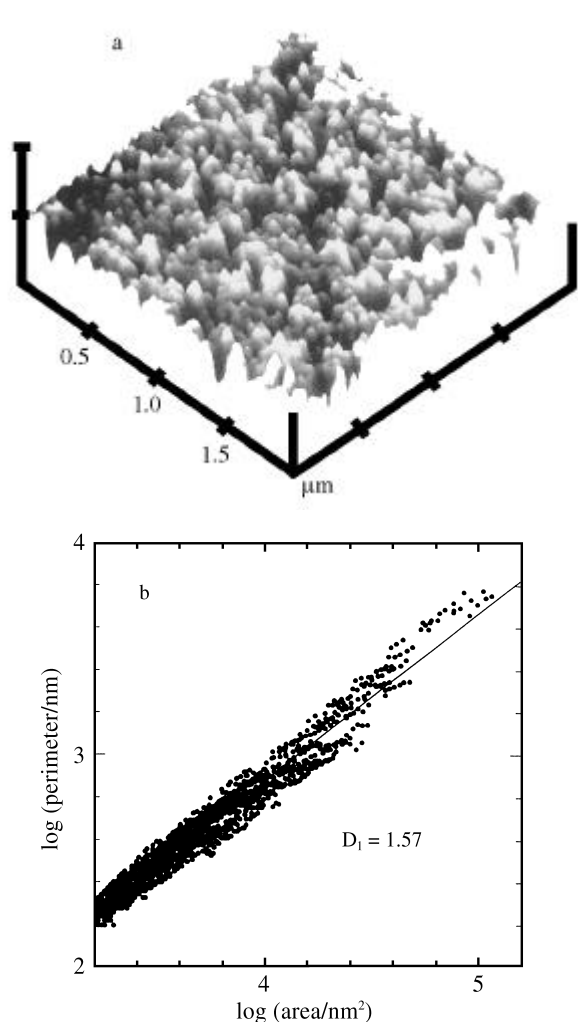 a
0.5
1.0
1.5
μm
4
b
3
D₁ = 1.57
2
4
5
log (perimeter/nm)
log (area/nm²)